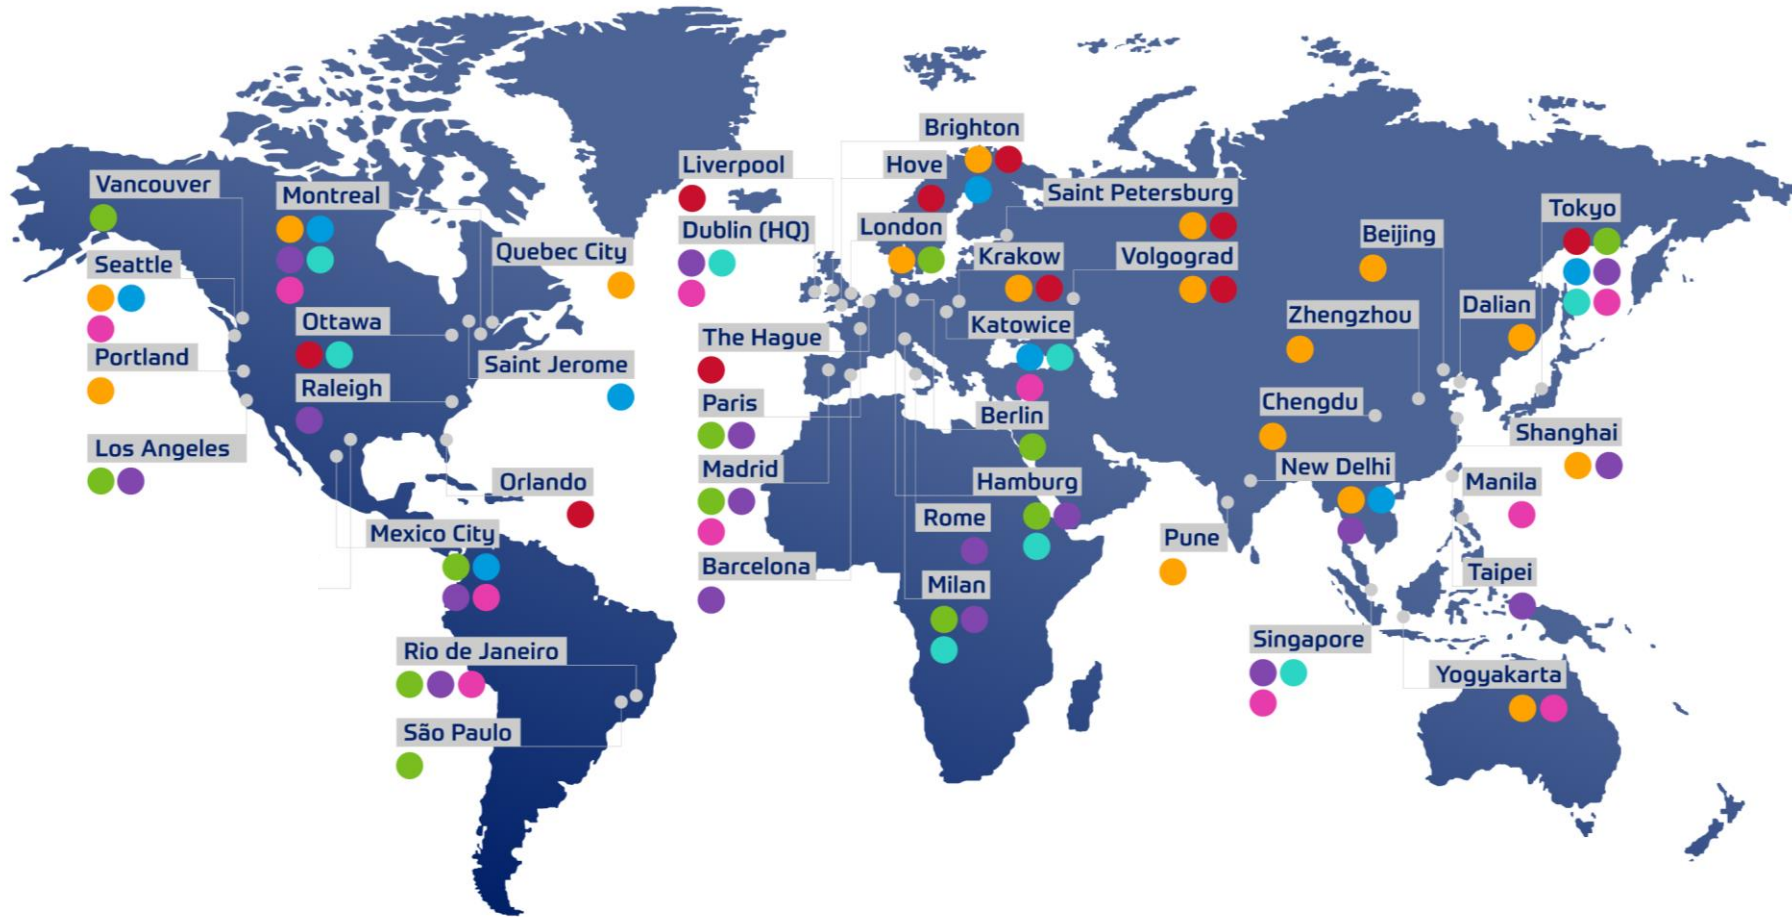 Vancouver
Montreal
Seattle
Quebec City
Ottawa
Portland
Saint Jerome
Raleigh
Los Angeles
Orlando
Mexico City
Rio de Janeiro
São Paulo
Liverpool
Brighton
Hove
Dublin (HQ)
London
Saint Petersburg
Krakow
Volgograd
The Hague
Katowice
Paris
Berlin
Madrid
Hamburg
Rome
Barcelona
Milan
Tokyo
Beijing
Dalian
Zhengzhou
Chengdu
Shanghai
New Delhi
Manila
Pune
Taipei
Singapore
Yogyakarta